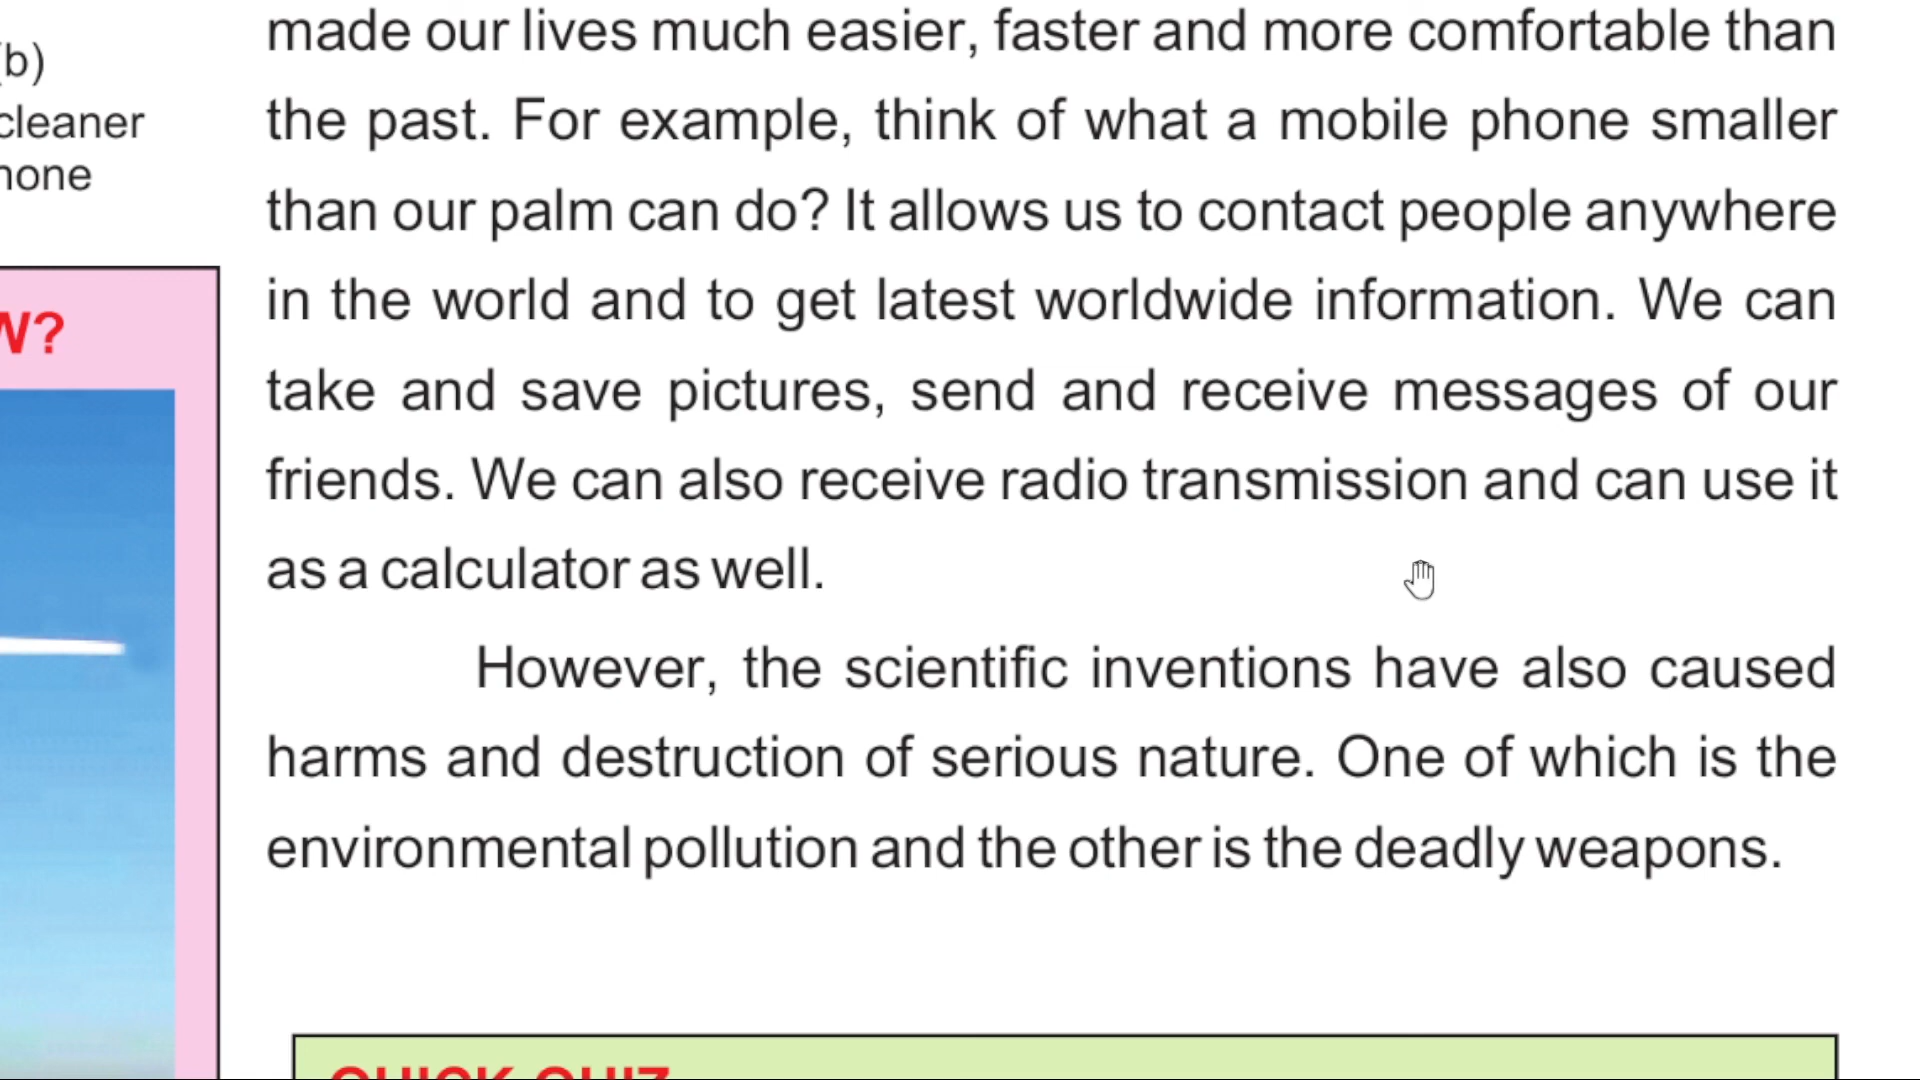 (b)
cleaner
W?
made our lives much easier, faster and more comfortable than
the past. For example, think of what a mobile phone smaller
than our palm can do? It allows us to contact people anywhere
in the world and to get latest worldwide information. We can
take and save pictures, send and receive messages of our
friends. We can also receive radio transmission and can use it
as a calculator as well.
However, the scientific inventions have also caused
harms and destruction of serious nature. One of which is the
environmental pollution and the other is the deadly weapons.
QUICK QUIZ